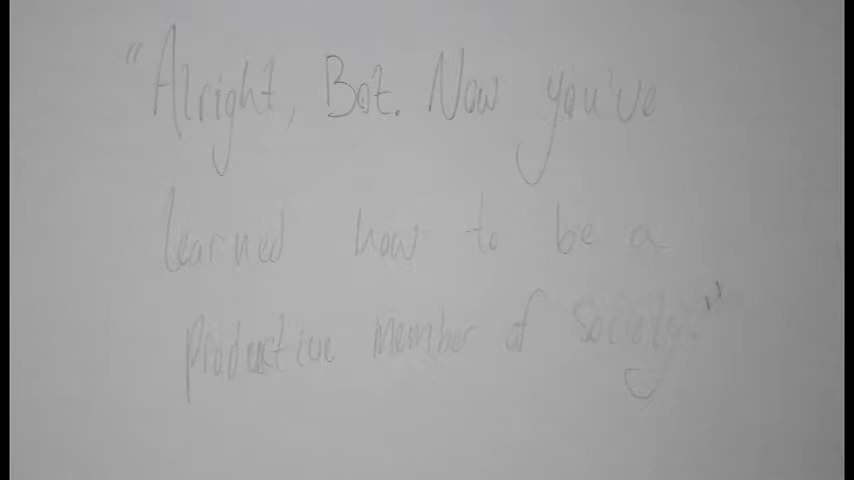 "Alright, Bot. Now you've
learned how to be a
productive member of society."